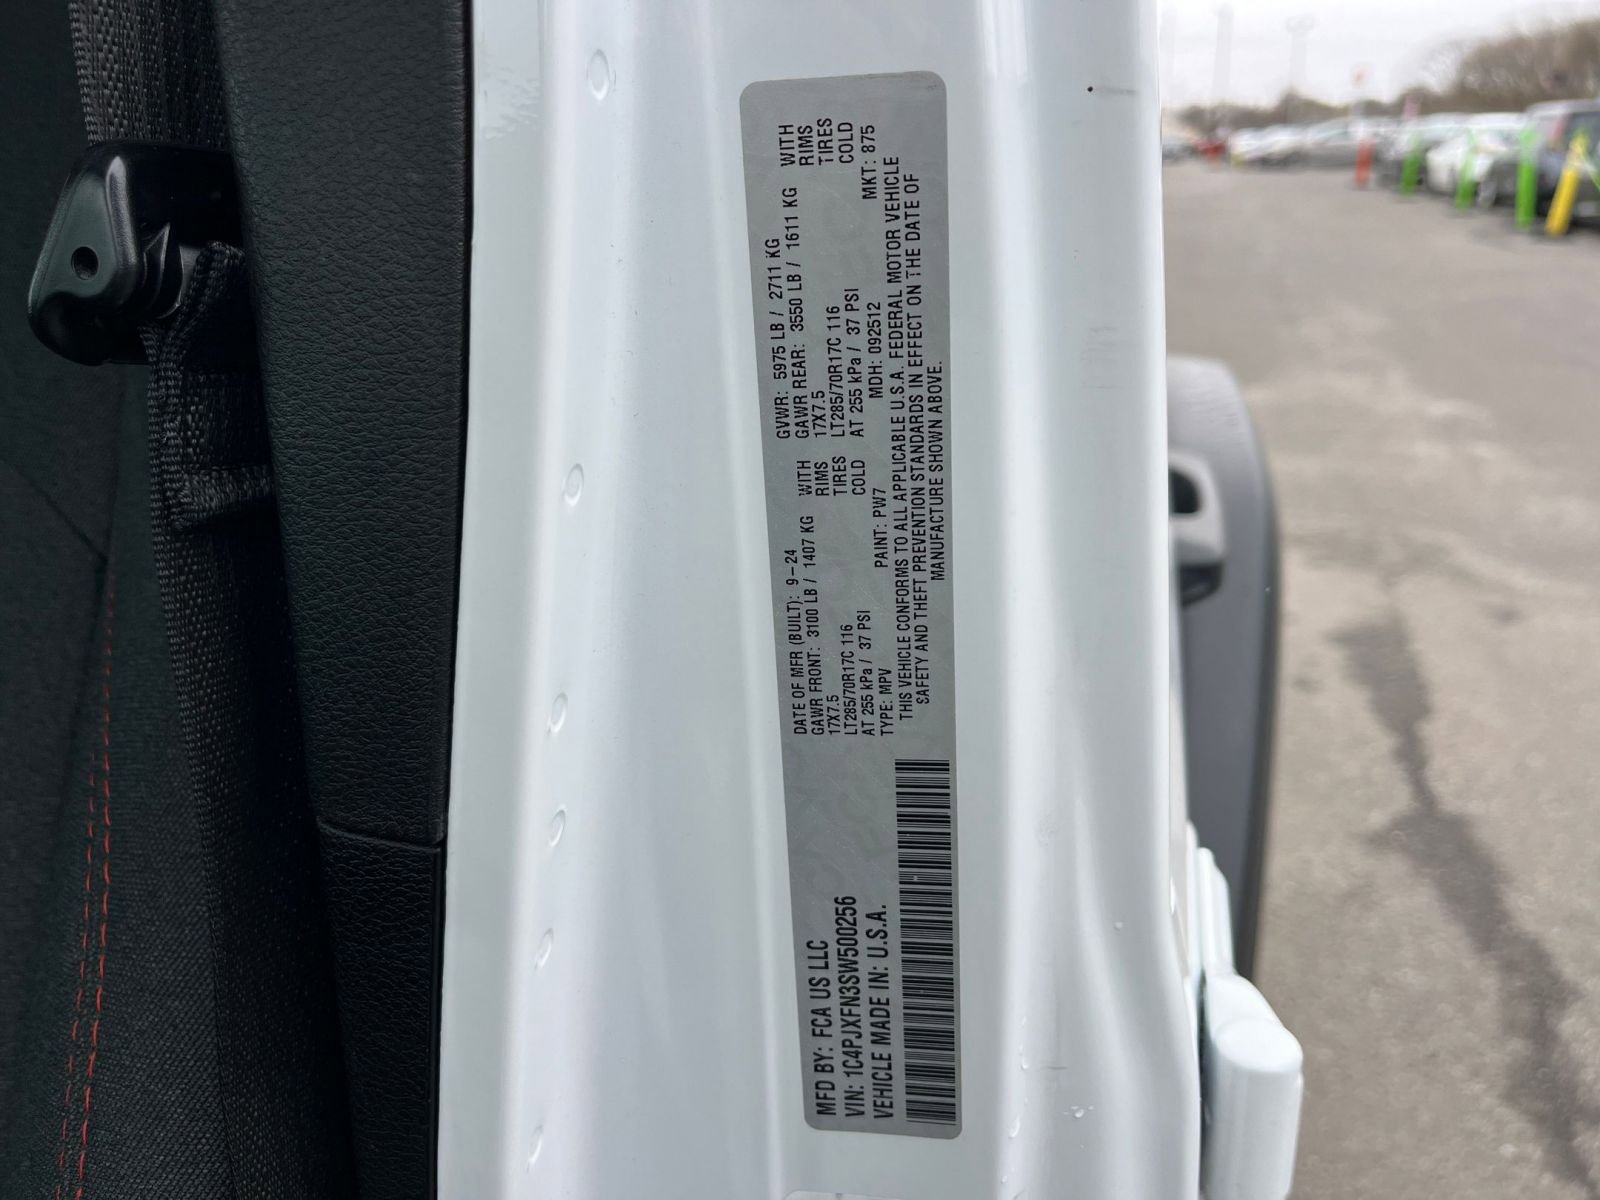 MFD BY: FCA US LLC
VIN: 1C4PJXFN3SW500256
VEHICLE MADE IN: U.S.A.
DATE OF MFR (BUILT): 9-24
GAWR FRONT: 3100 LB / 1407 KG WITH
17X7.5 RIMS
LT285/70R17C 116 TIRES
AT 255 kPa / 37 PSI COLD
GVWR: 5975 LB / 2711 KG
GAWR REAR: 3550 LB / 1611 KG WITH
17X7.5 RIMS
LT285/70R17C 116 TIRES
AT 255 kPa / 37 PSI COLD
TYPE: MPV PAINT: PW7 MDH: 092512 MKT: 875
THIS VEHICLE CONFORMS TO ALL APPLICABLE U.S.A. FEDERAL MOTOR VEHICLE
SAFETY AND THEFT PREVENTION STANDARDS IN EFFECT ON THE DATE OF
MANUFACTURE SHOWN ABOVE.